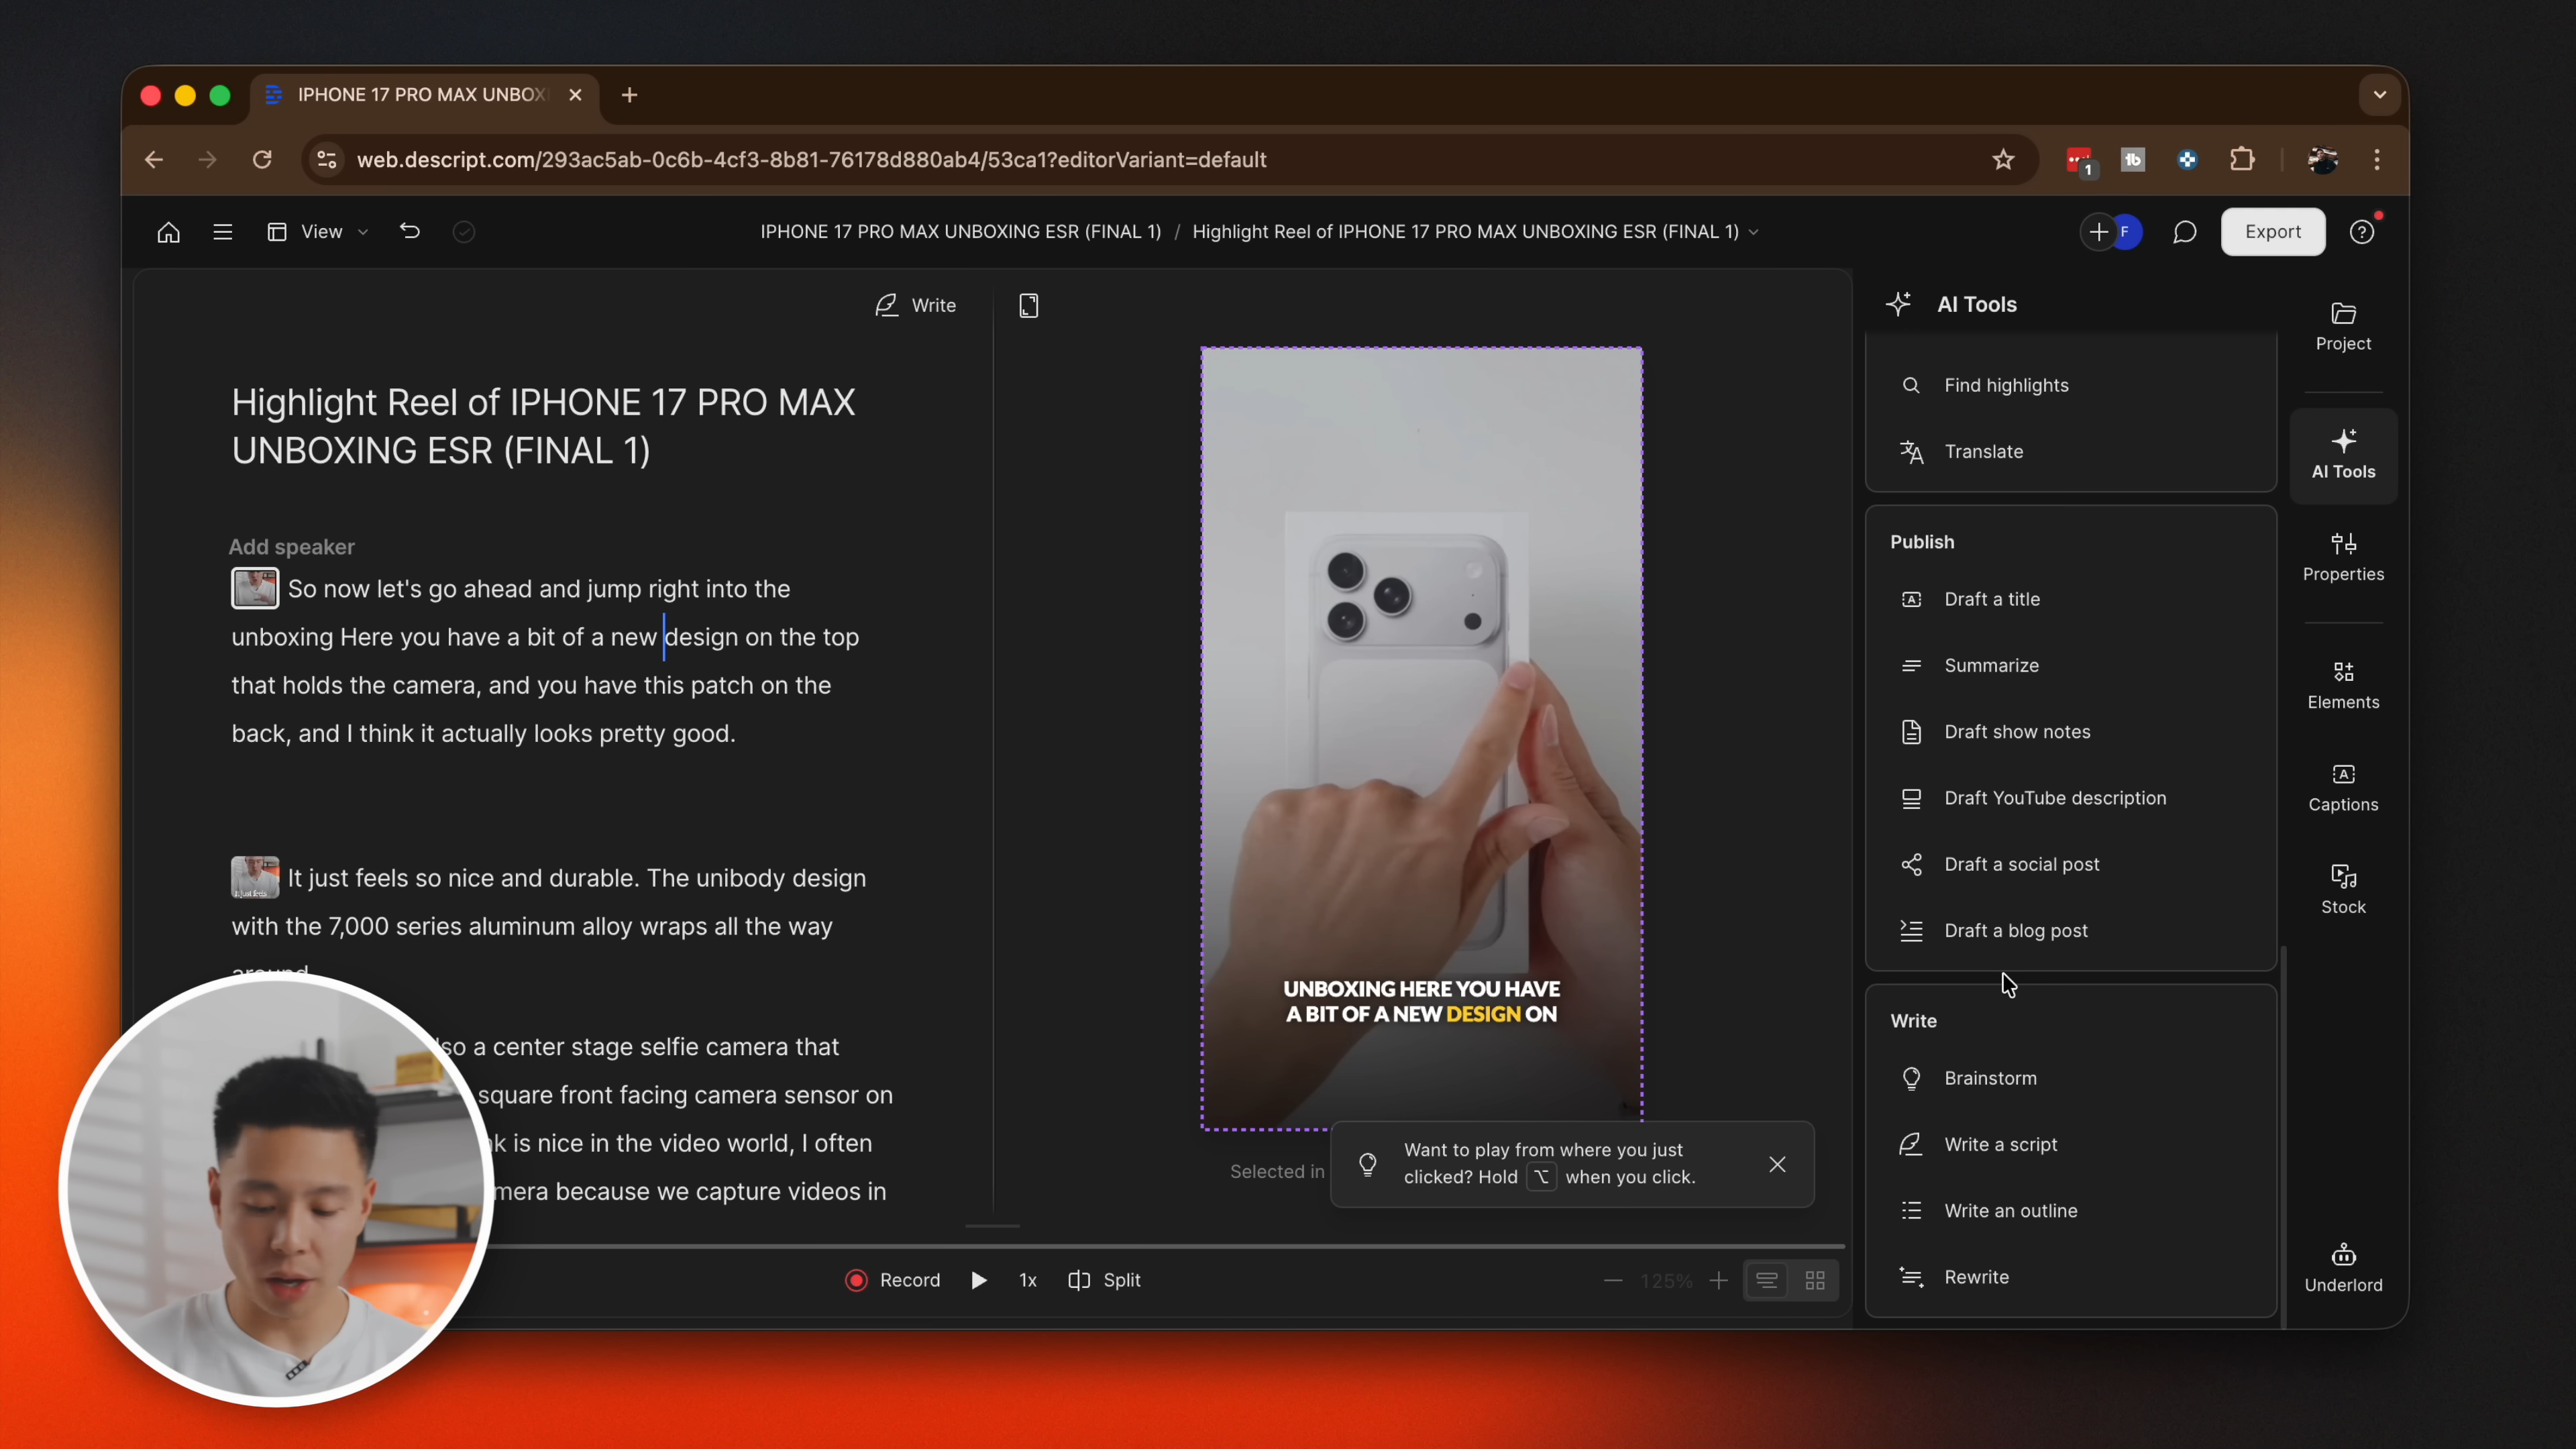 IPHONE 17 PRO MAX UNBOX
web.descript.com/293ac5ab-0c6b-4cf3-8b81-76178d880ab4/53ca1?editorVariant=default
1
View
IPHONE 17 PRO MAX UNBOXING ESR (FINAL 1) / Highlight Reel of IPHONE 17 PRO MAX UNBOXING ESR (FINAL 1)
F
Export
Write
Highlight Reel of IPHONE 17 PRO MAX
UNBOXING ESR (FINAL 1)
Add speaker
So now let's go ahead and jump right into the
unboxing Here you have a bit of a new design on the top
that holds the camera, and you have this patch on the
back, and I think it actually looks pretty good.
It just feels so nice and durable. The unibody design
with the 7,000 series aluminum alloy wraps all the way
around
a center stage selfie camera that
square front facing camera sensor on
is nice in the video world, I often
because we capture videos in
UNBOXING HERE YOU HAVE
A BIT OF A NEW DESIGN ON
Selected in
Want to play from where you just
clicked? Hold ⌥ when you click.
Record
1x
Split
125%
AI Tools
Find highlights
Translate
Publish
Draft a title
Summarize
Draft show notes
Draft YouTube description
Draft a social post
Draft a blog post
Write
Brainstorm
Write a script
Write an outline
Rewrite
Project
AI Tools
Properties
Elements
Captions
Stock
Underlord